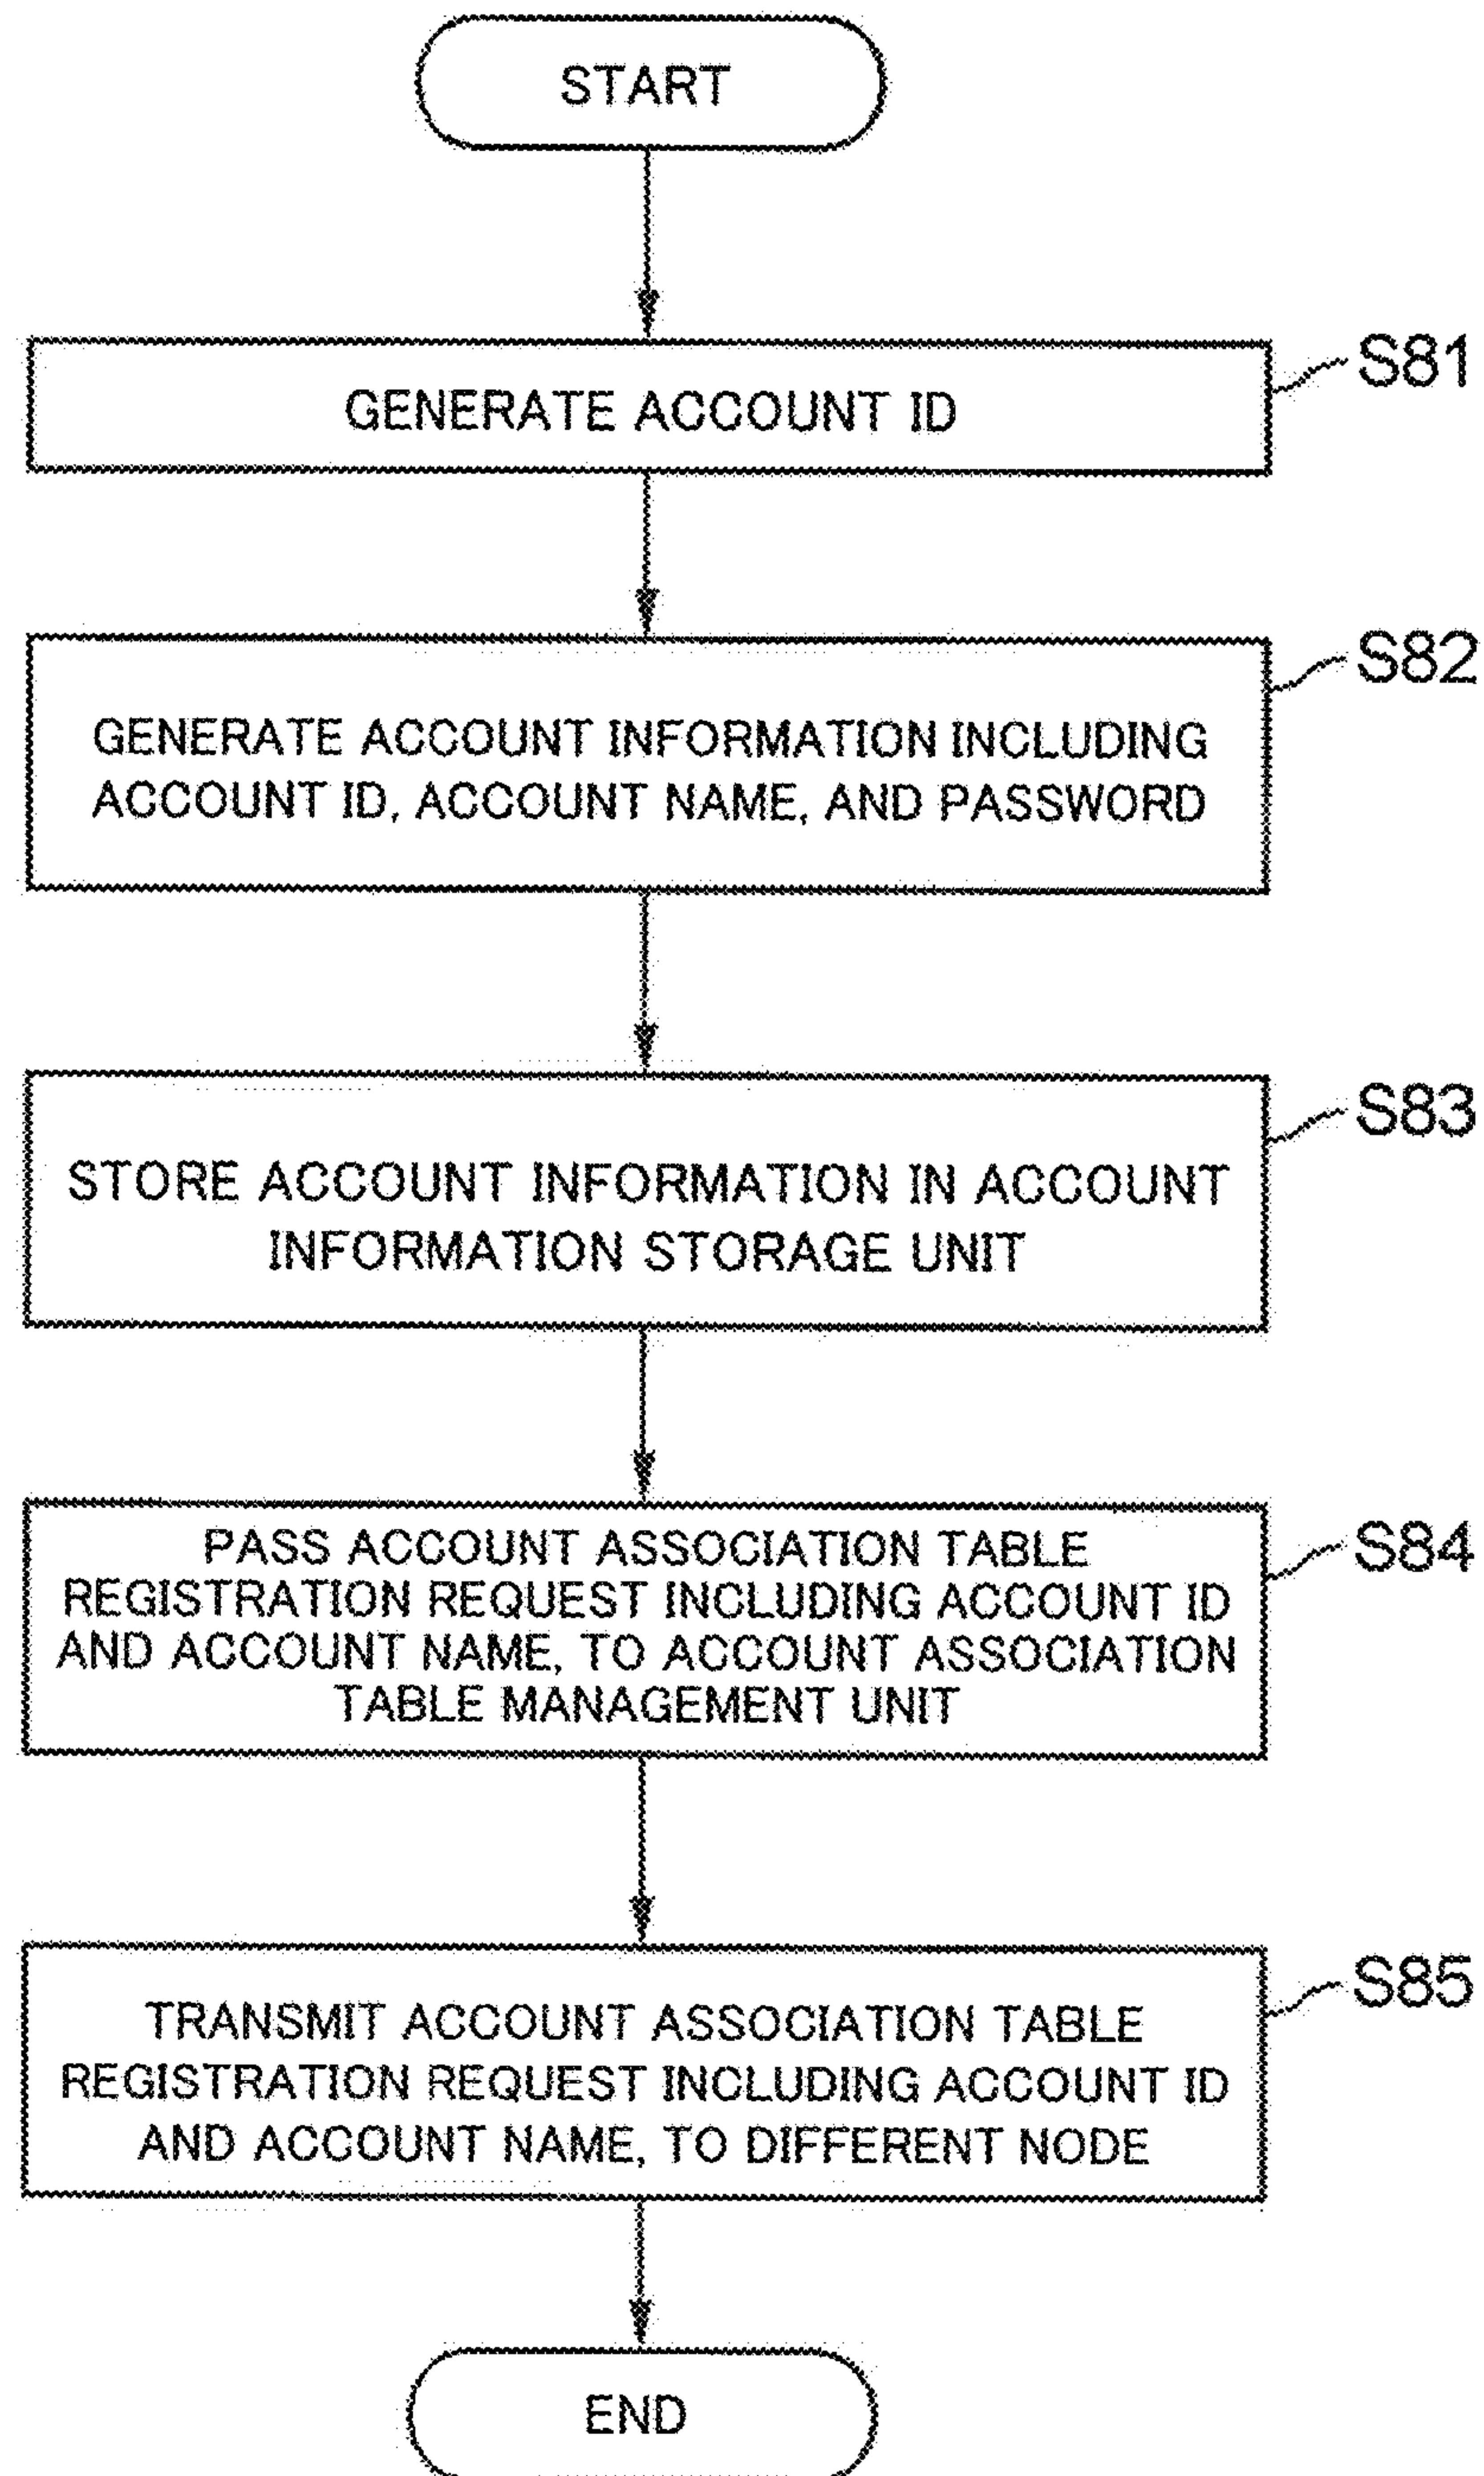 START
S81
GENERATE ACCOUNT ID
S82
GENERATE ACCOUNT INFORMATION INCLUDING
ACCOUNT ID, ACCOUNT NAME, AND PASSWORD
S83
STORE ACCOUNT INFORMATION IN ACCOUNT
INFORMATION STORAGE UNIT
S84
PASS ACCOUNT ASSOCIATION TABLE
REGISTRATION REQUEST INCLUDING ACCOUNT ID
AND ACCOUNT NAME, TO ACCOUNT ASSOCIATION
TABLE MANAGEMENT UNIT
S85
TRANSMIT ACCOUNT ASSOCIATION TABLE
REGISTRATION REQUEST INCLUDING ACCOUNT ID
AND ACCOUNT NAME, TO DIFFERENT NODE
END